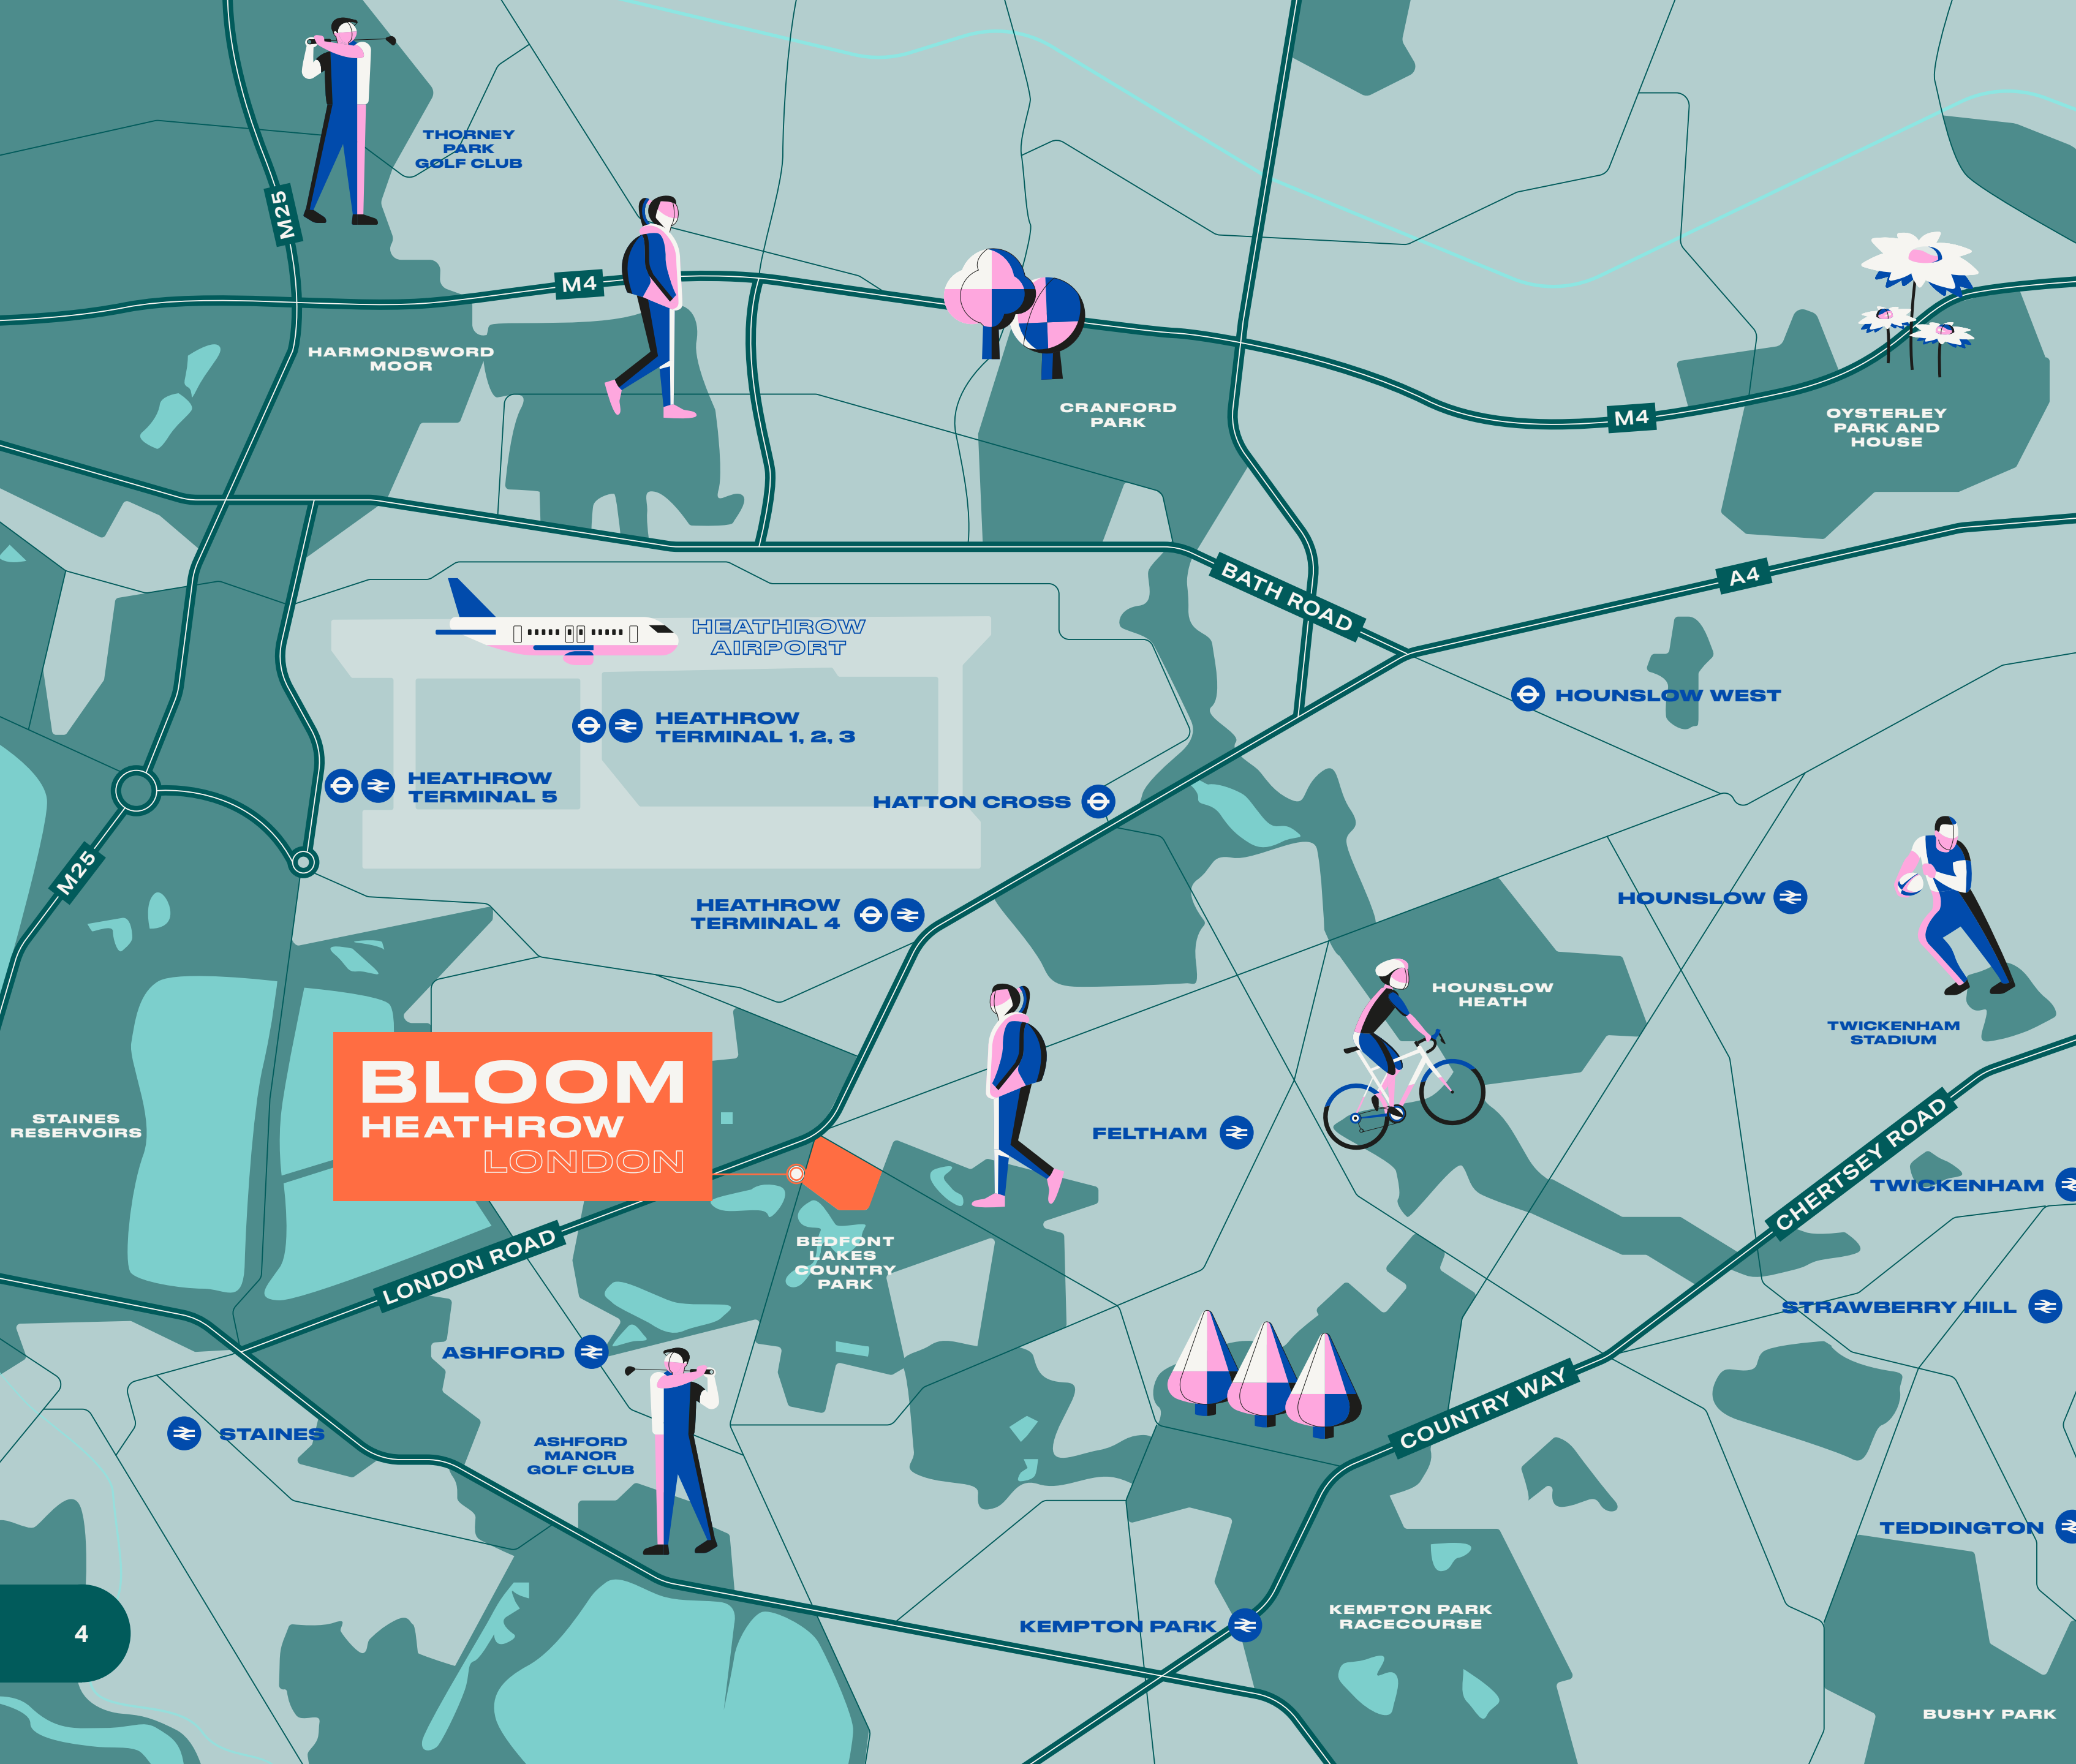 THORNEY
PARK
GOLF CLUB
M25
M4
HARMONDSWORD
MOOR
CRANFORD
PARK
M4
OYSTERLEY
PARK AND
HOUSE
BATH ROAD
A4
HEATHROW
AIRPORT
HOUNSLOW WEST
HEATHROW
TERMINAL 1, 2, 3
HEATHROW
TERMINAL 5
HATTON CROSS
M25
HEATHROW
TERMINAL 4
HOUNSLOW
HOUNSLOW
HEATH
TWICKENHAM
STADIUM
BLOOM
HEATHROW
LONDON
STAINES
RESERVOIRS
FELTHAM
CHERTSEY ROAD
TWICKENHAM
LONDON ROAD
BEDFONT
LAKES
COUNTRY
PARK
STRAWBERRY HILL
ASHFORD
COUNTRY WAY
STAINES
ASHFORD
MANOR
GOLF CLUB
TEDDINGTON
KEMPTON PARK
KEMPTON PARK
RACECOURSE
4
BUSHY PARK